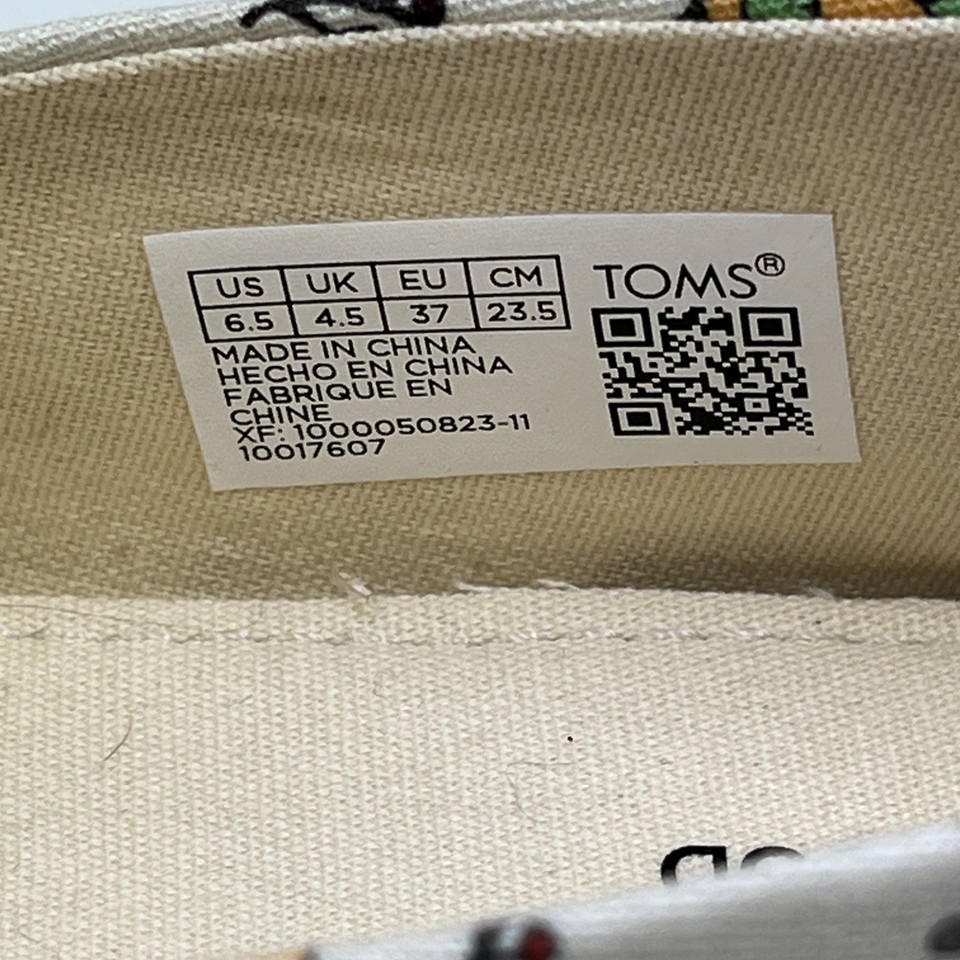 US UK EU CM
6.5 4.5 37 23.5
TOMS®
MADE IN CHINA
HECHO EN CHINA
FABRIQUE EN
CHINE
XF: 1000050823-11
10017607